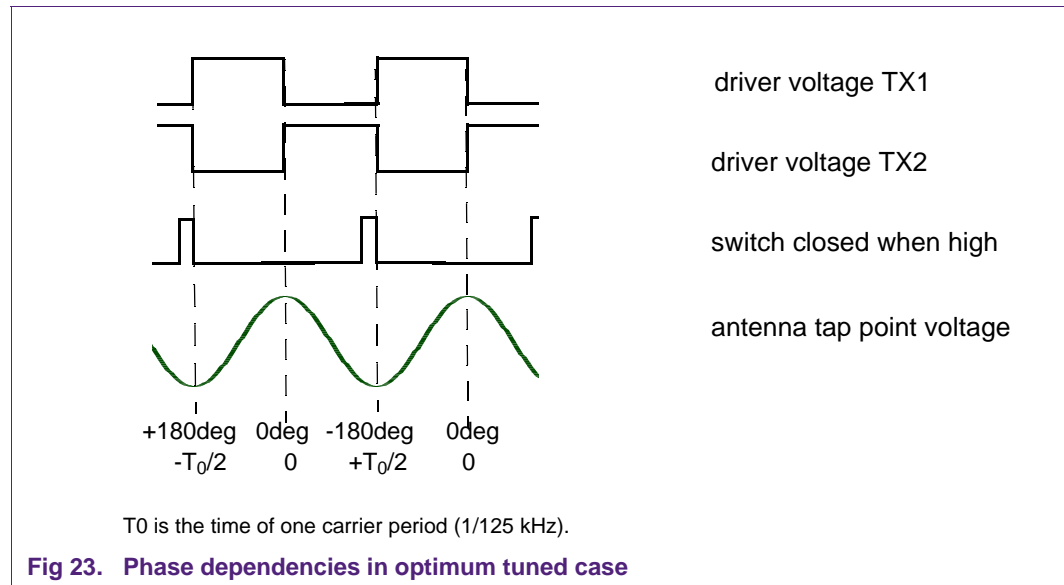 driver voltage TX1
driver voltage TX2
switch closed when high
antenna tap point voltage
+180deg 0deg -180deg 0deg
-T0/2 0 +T0/2 0
T0 is the time of one carrier period (1/125 kHz).
Fig 23. Phase dependencies in optimum tuned case